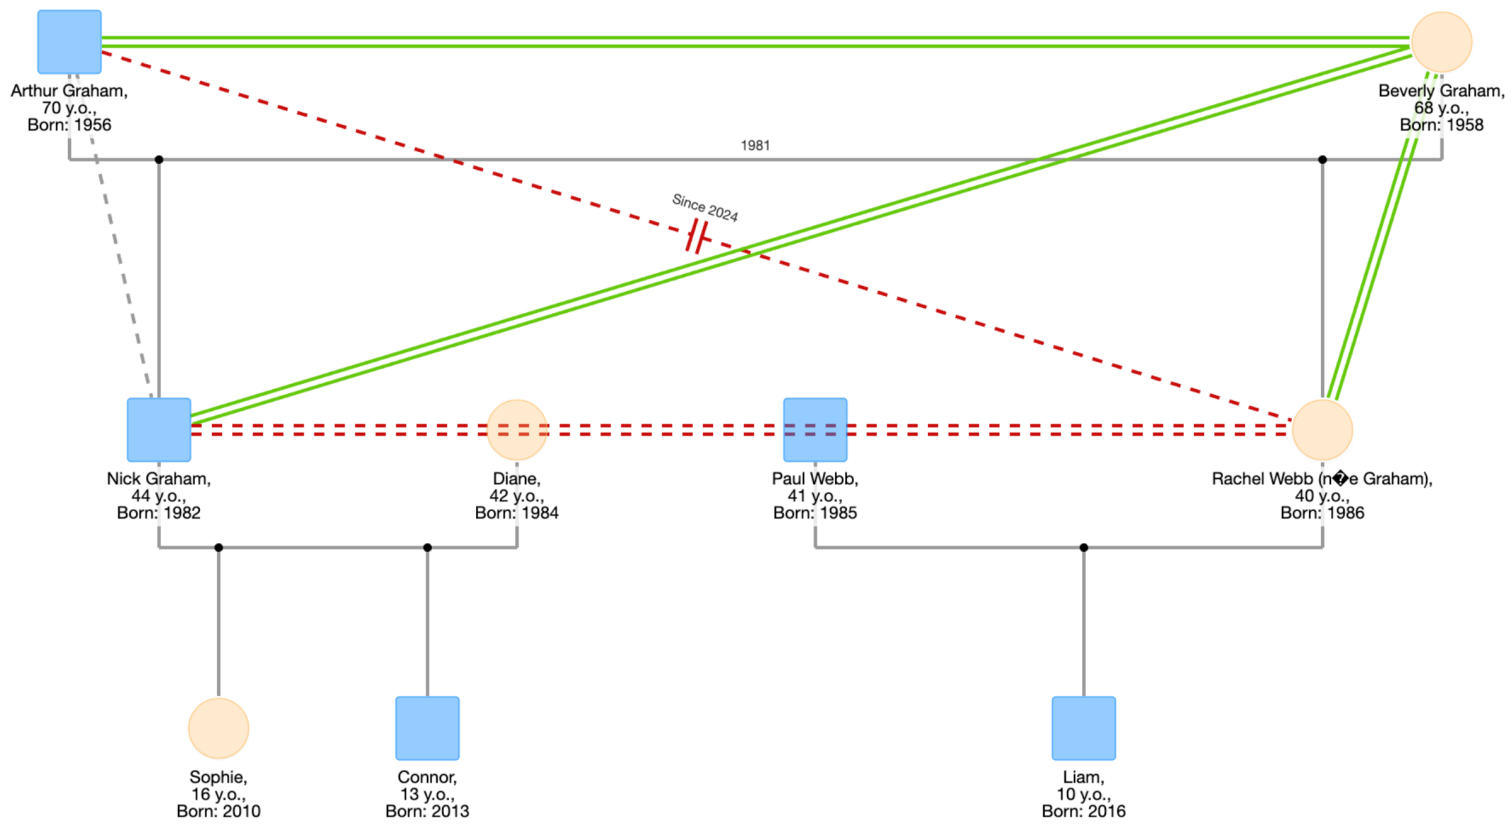 Arthur Graham,
70 y.o.,
Born: 1956
Beverly Graham,
68 y.o.,
Born: 1958
1981
Since 2024
Nick Graham,
44 y.o.,
Born: 1982
Diane,
42 y.o.,
Born: 1984
Paul Webb,
41 y.o.,
Born: 1985
Rachel Webb (n�e Graham),
40 y.o.,
Born: 1986
Sophie,
16 y.o.,
Born: 2010
Connor,
13 y.o.,
Born: 2013
Liam,
10 y.o.,
Born: 2016